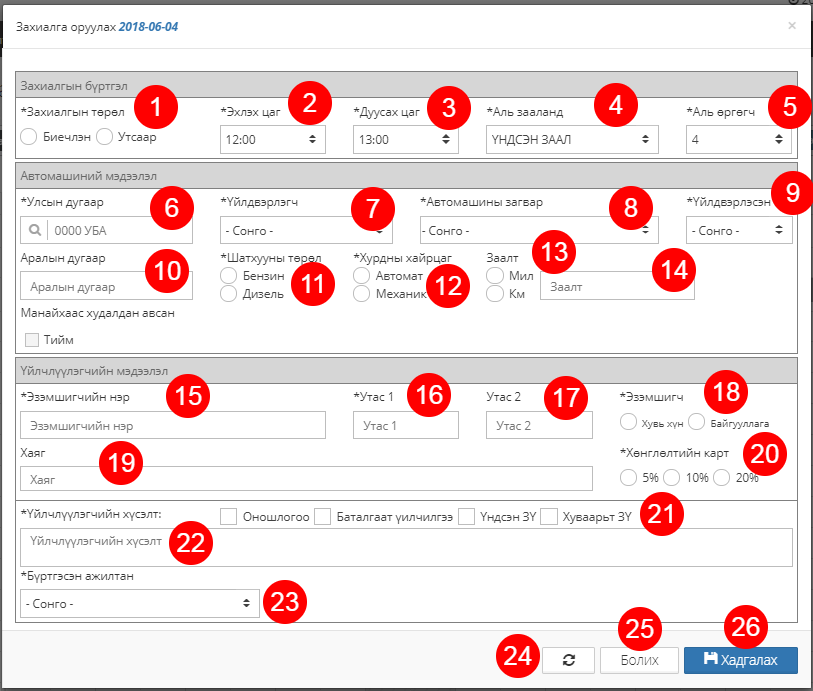 Захиалга оруулах 2018-06-04 ×
Захиалгын бүртгэл
*Захиалгын төрөл 1 *Эхлэх цаг 2 *Дуусах цаг 3 *Аль зааланд 4 *Аль өргөгч 5
Биечлэн Утсаар 12:00 13:00 ҮНДСЭН ЗААЛ 4
Автомашиний мэдээлэл
*Улсын дугаар 6 *Үйлдвэрлэгч 7 *Автомашины загвар 8 *Үйлдвэрлэсэн 9
0000 УБА - Сонго - - Сонго - - Сонго -
Аралын дугаар 10 *Шатхууны төрөл 11 *Хурдны хайрцаг 12 Заалт 13 14
Бензин Автомат Мил
Аралын дугаар Дизель Механик Км Заалт
Манайхаас худалдан авсан
Тийм
Үйлчлүүлэгчийн мэдээлэл
*Эзэмшигчийн нэр 15 *Утас 1 16 Утас 2 17 *Эзэмшигч 18
Эзэмшигчийн нэр Утас 1 Утас 2 Хувь хүн Байгууллага
Хаяг 19 *Хөнглөлтийн карт 20
Хаяг 5% 10% 20%
*Үйлчлүүлэгчийн хүсэлт: Оношлогоо Баталгаат үилчилгээ Үндсэн ЗҮ Хуваарьт ЗҮ 21
Үйлчлүүлэгчийн хүсэлт 22
*Бүртгэсэн ажилтан
- Сонго - 23
24 25 26
Болих Хадгалах